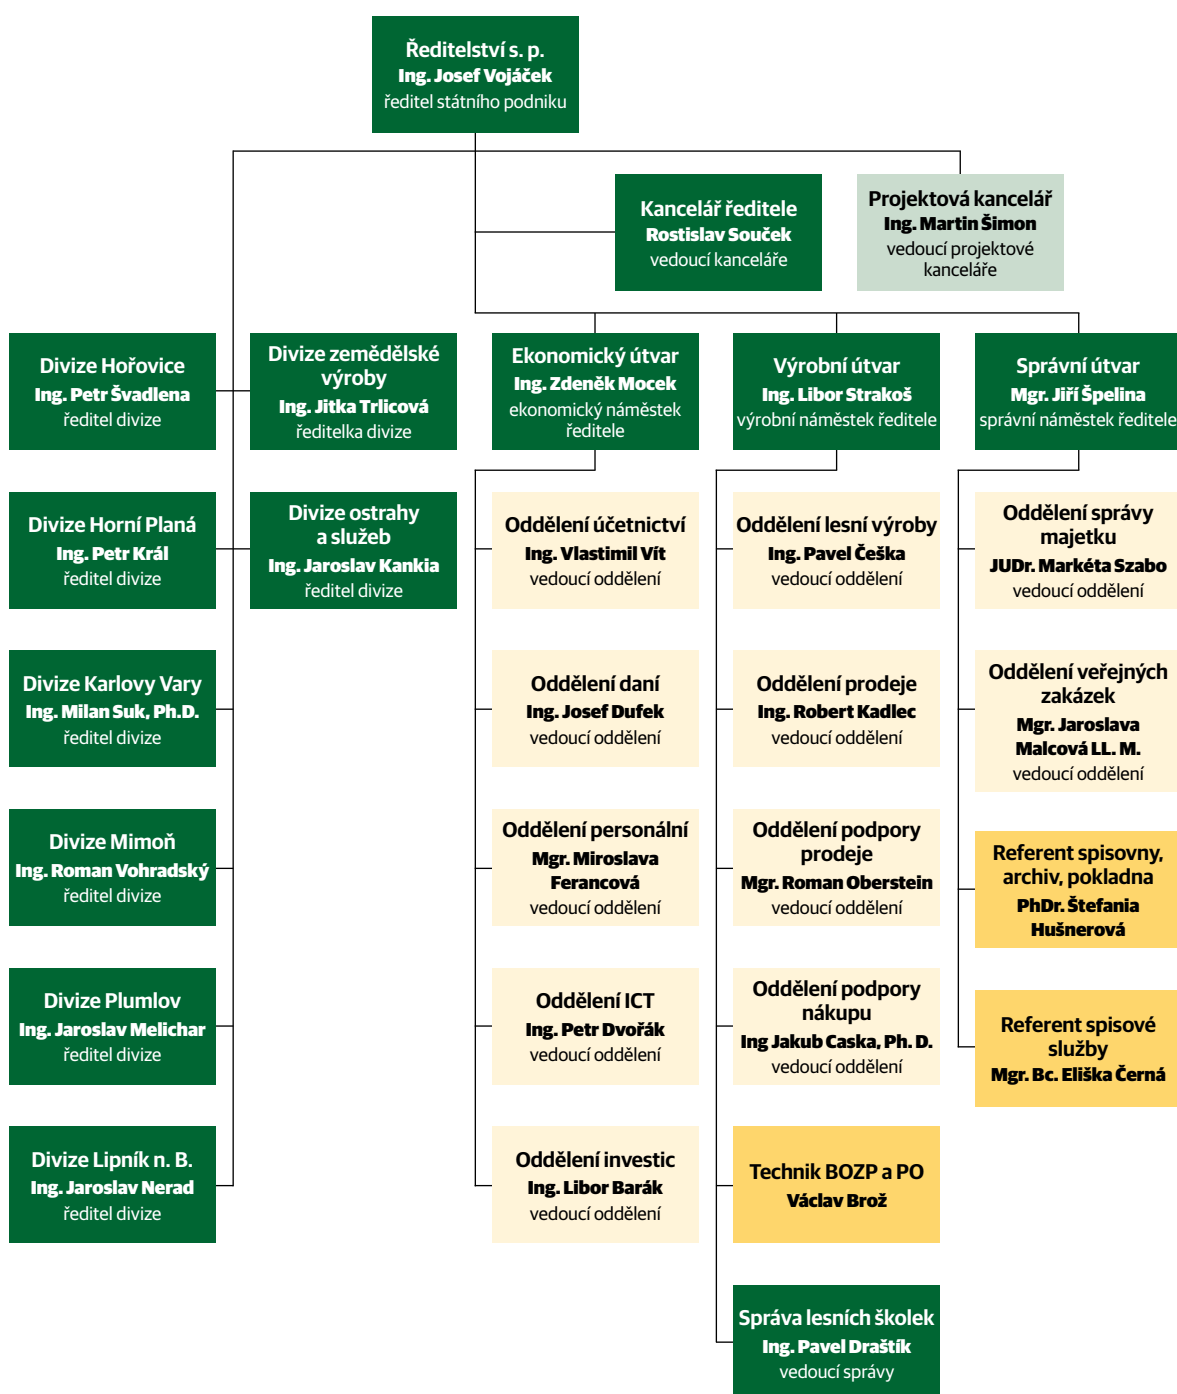 Ředitelství s. p.
Ing. Josef Vojáček
ředitel státního podniku
Kancelář ředitele
Rostislav Souček
vedoucí kanceláře
Projektová kancelář
Ing. Martin Šimon
vedoucí projektové
kanceláře
Divize Hořovice
Ing. Petr Švadlena
ředitel divize
Divize zemědělské
výroby
Ing. Jitka Trlicová
ředitelka divize
Ekonomický útvar
Ing. Zdeněk Mocek
ekonomický náměstek
ředitele
Výrobní útvar
Ing. Libor Strakoš
výrobní náměstek ředitele
Správní útvar
Mgr. Jiří Špelina
správní náměstek ředitele
Divize Horní Planá
Ing. Petr Král
ředitel divize
Divize ostrahy
a služeb
Ing. Jaroslav Kankia
ředitel divize
Oddělení účetnictví
Ing. Vlastimil Vít
vedoucí oddělení
Oddělení lesní výroby
Ing. Pavel Češka
vedoucí oddělení
Oddělení správy
majetku
JUDr. Markéta Szabo
vedoucí oddělení
Divize Karlovy Vary
Ing. Milan Suk, Ph.D.
ředitel divize
Oddělení daní
Ing. Josef Dufek
vedoucí oddělení
Oddělení prodeje
Ing. Robert Kadlec
vedoucí oddělení
Oddělení veřejných
zakázek
Mgr. Jaroslava
Malcová LL. M.
vedoucí oddělení
Divize Mimoň
Ing. Roman Vohradský
ředitel divize
Oddělení personální
Mgr. Miroslava
Ferancová
vedoucí oddělení
Oddělení podpory
prodeje
Mgr. Roman Oberstein
vedoucí oddělení
Referent spisovny,
archiv, pokladna
PhDr. Štefania
Hušnerová
Divize Plumlov
Ing. Jaroslav Melichar
ředitel divize
Oddělení ICT
Ing. Petr Dvořák
vedoucí oddělení
Oddělení podpory
nákupu
Ing Jakub Caska, Ph. D.
vedoucí oddělení
Referent spisové
služby
Mgr. Bc. Eliška Černá
Divize Lipník n. B.
Ing. Jaroslav Nerad
ředitel divize
Oddělení investic
Ing. Libor Barák
vedoucí oddělení
Technik BOZP a PO
Václav Brož
Správa lesních školek
Ing. Pavel Draštík
vedoucí správy